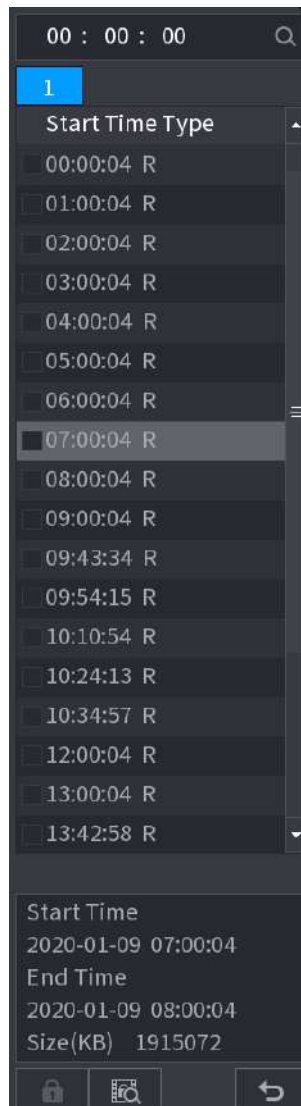 00 : 00 : 00
1
Start Time Type
00:00:04 R
01:00:04 R
02:00:04 R
03:00:04 R
04:00:04 R
05:00:04 R
06:00:04 R
07:00:04 R
08:00:04 R
09:00:04 R
09:43:34 R
09:54:15 R
10:10:54 R
10:24:13 R
10:34:57 R
12:00:04 R
13:00:04 R
13:42:58 R
Start Time
2020-01-09 07:00:04
End Time
2020-01-09 08:00:04
Size(KB) 1915072